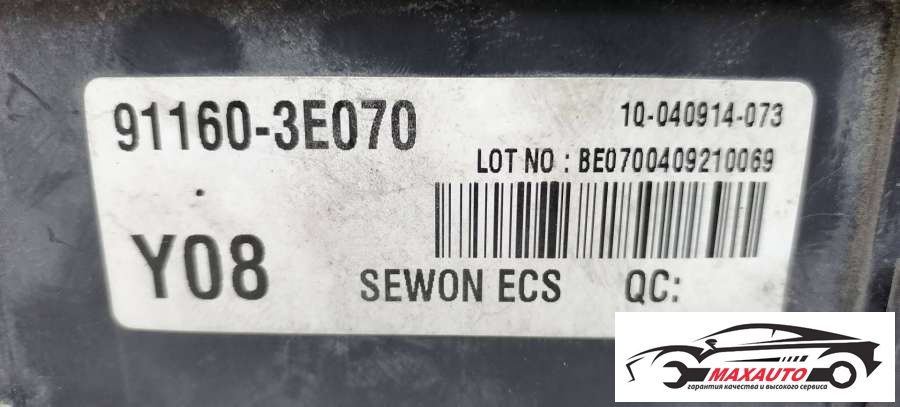 91160-3E070
1Q-040914-073
LOT NO : BE0700409210069
Y08
SEWON ECS QC:
MAXAUTO
гарантия качества и высокого сервиса